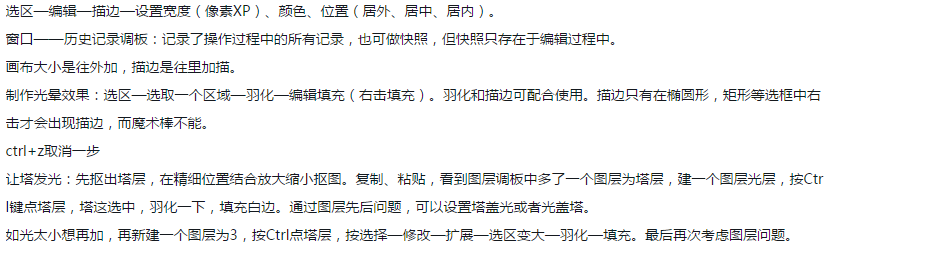 选区—编辑—描边—设置宽度（像素XP）、颜色、位置（居外、居中、居内）。
窗口——历史记录调板：记录了操作过程中的所有记录，也可做快照，但快照只存在于编辑过程中。
画布大小是往外加，描边是往里加描。
制作光晕效果：选区—选取一个区域—羽化—编辑填充（右击填充）。羽化和描边可配合使用。描边只有在椭圆形，矩形等选框中右
击才会出现描边，而魔术棒不能。
ctrl+z取消一步
让塔发光：先抠出塔层，在精细位置结合放大缩小抠图。复制、粘贴，看到图层调板中多了一个图层为塔层，建一个图层光层，按Ctr
l键点塔层，塔这选中，羽化一下，填充白边。通过图层先后问题，可以设置塔盖光或者光盖塔。
如光太小想再加，再新建一个图层为3，按Ctrl点塔层，按选择—修改—扩展—选区变大—羽化—填充。最后再次考虑图层问题。